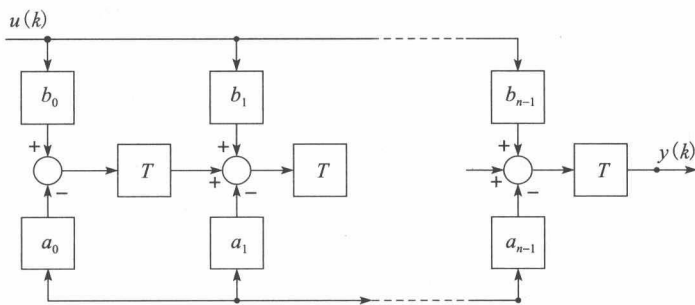 u(k)
b₀ b₁ bₙ₋₁
+ + +
T + T + T y(k)
− − −
a₀ a₁ aₙ₋₁